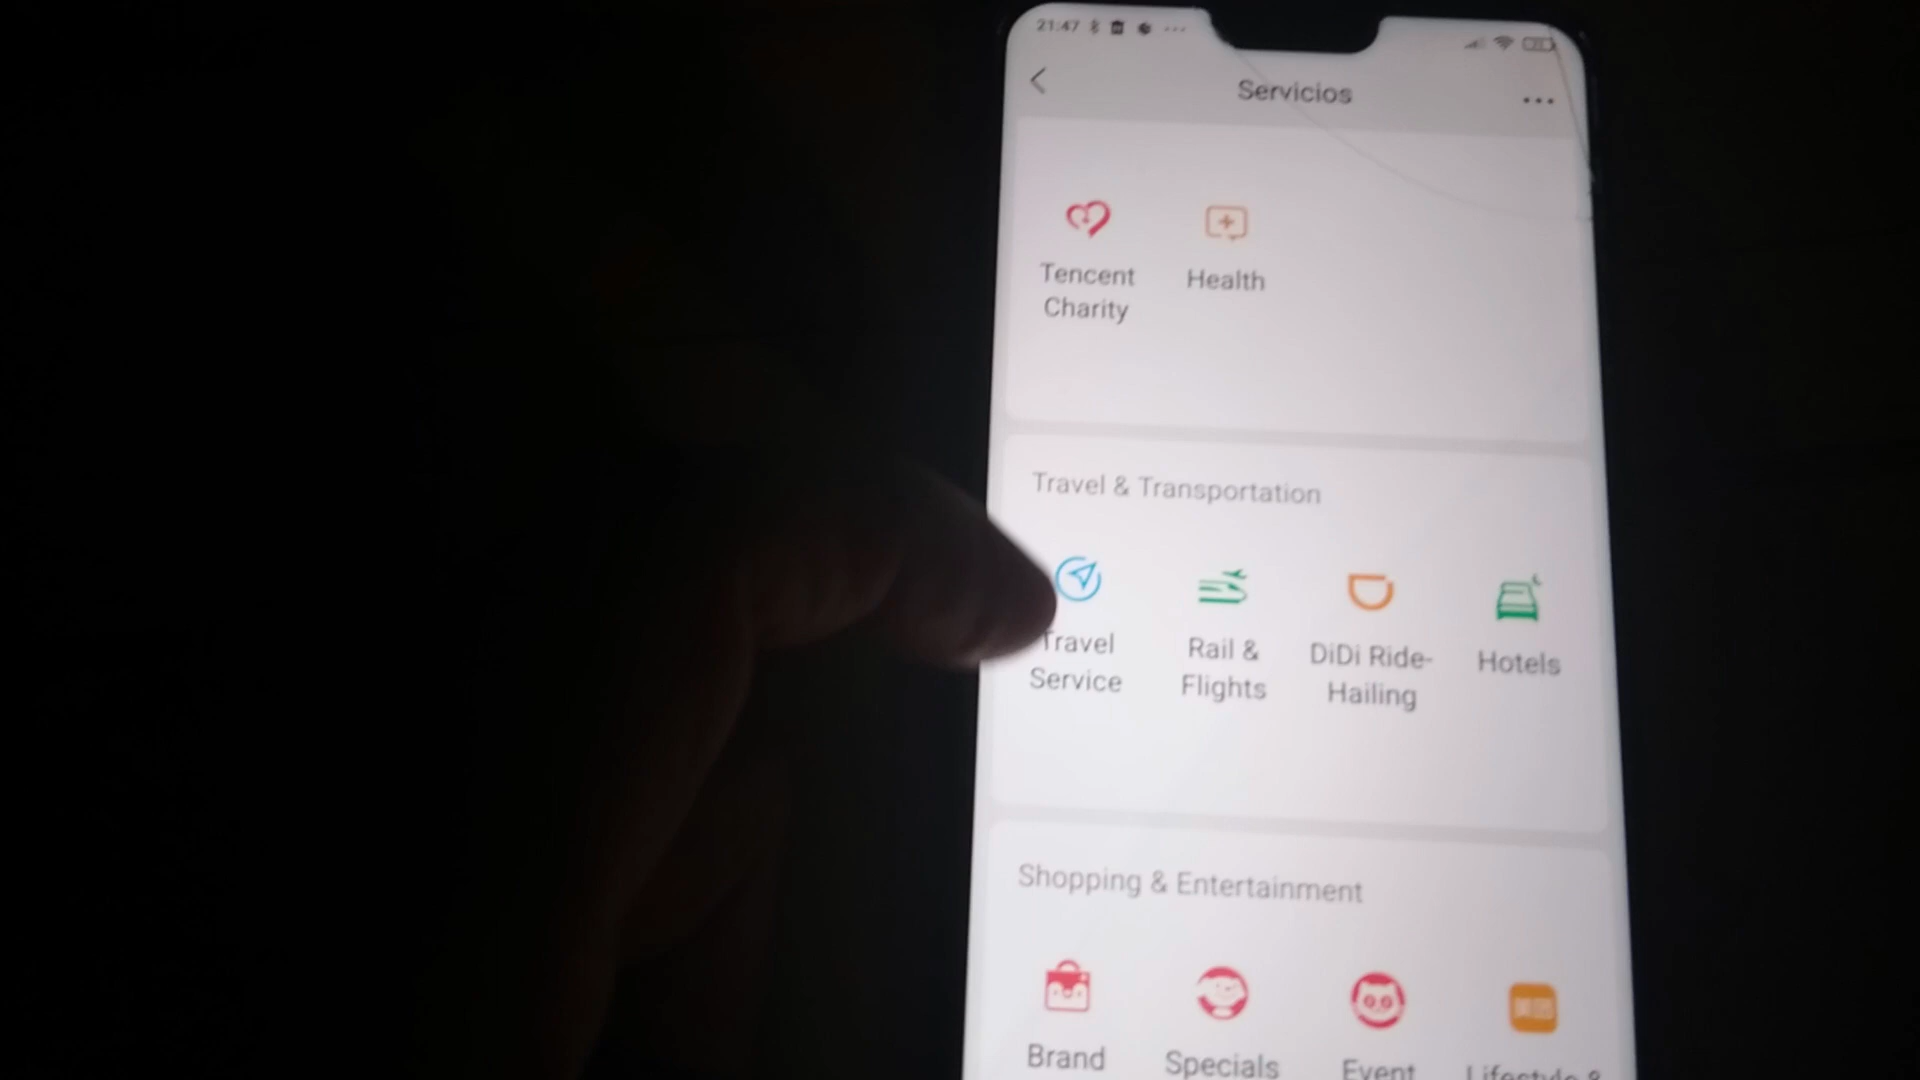 21:47
Servicios
Tencent Charity
Health
Travel & Transportation
Travel Service
Rail & Flights
DiDi Ride-Hailing
Hotels
Shopping & Entertainment
Brand
Specials
Event
Lifestyle &